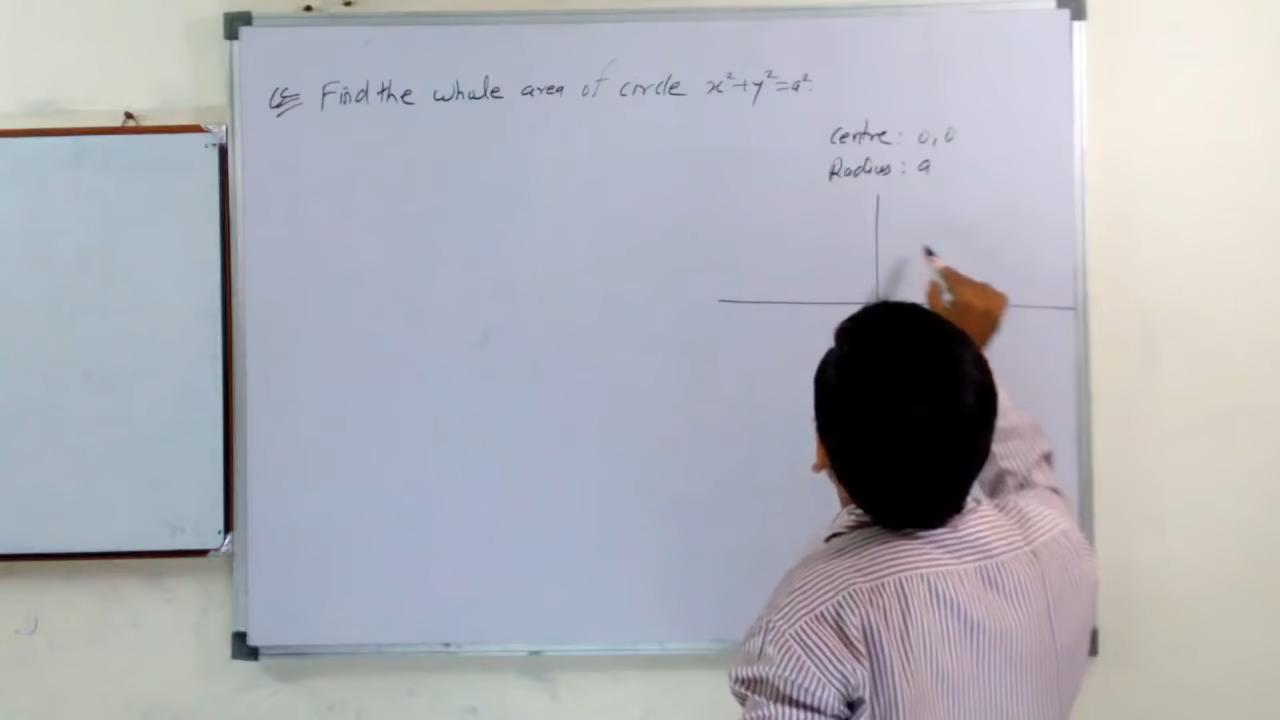 Find the whole area of circle x²+y²=a².
Centre: 0,0
Radius: a